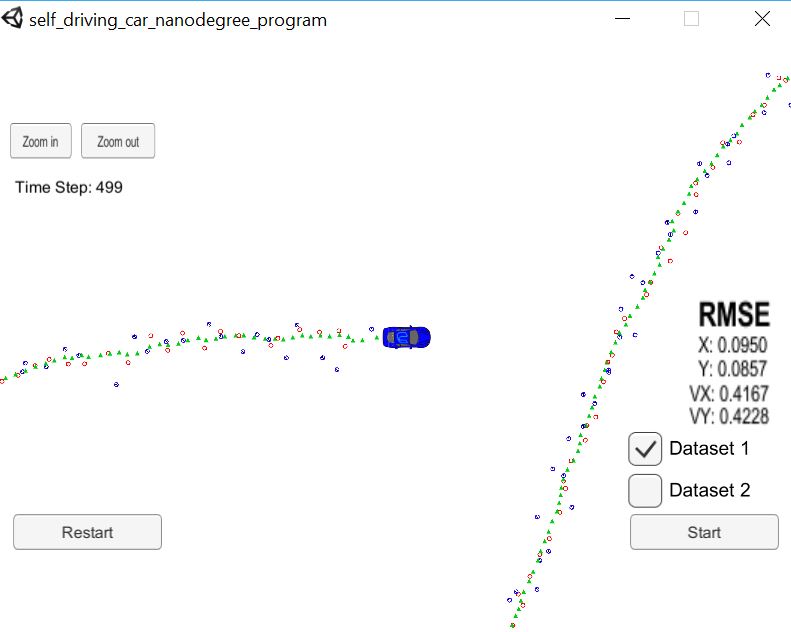 self_driving_car_nanodegree_program
Zoom in
Zoom out
Time Step: 499
RMSE
X: 0.0950
Y: 0.0857
VX: 0.4167
VY: 0.4228
Dataset 1
Dataset 2
Restart
Start